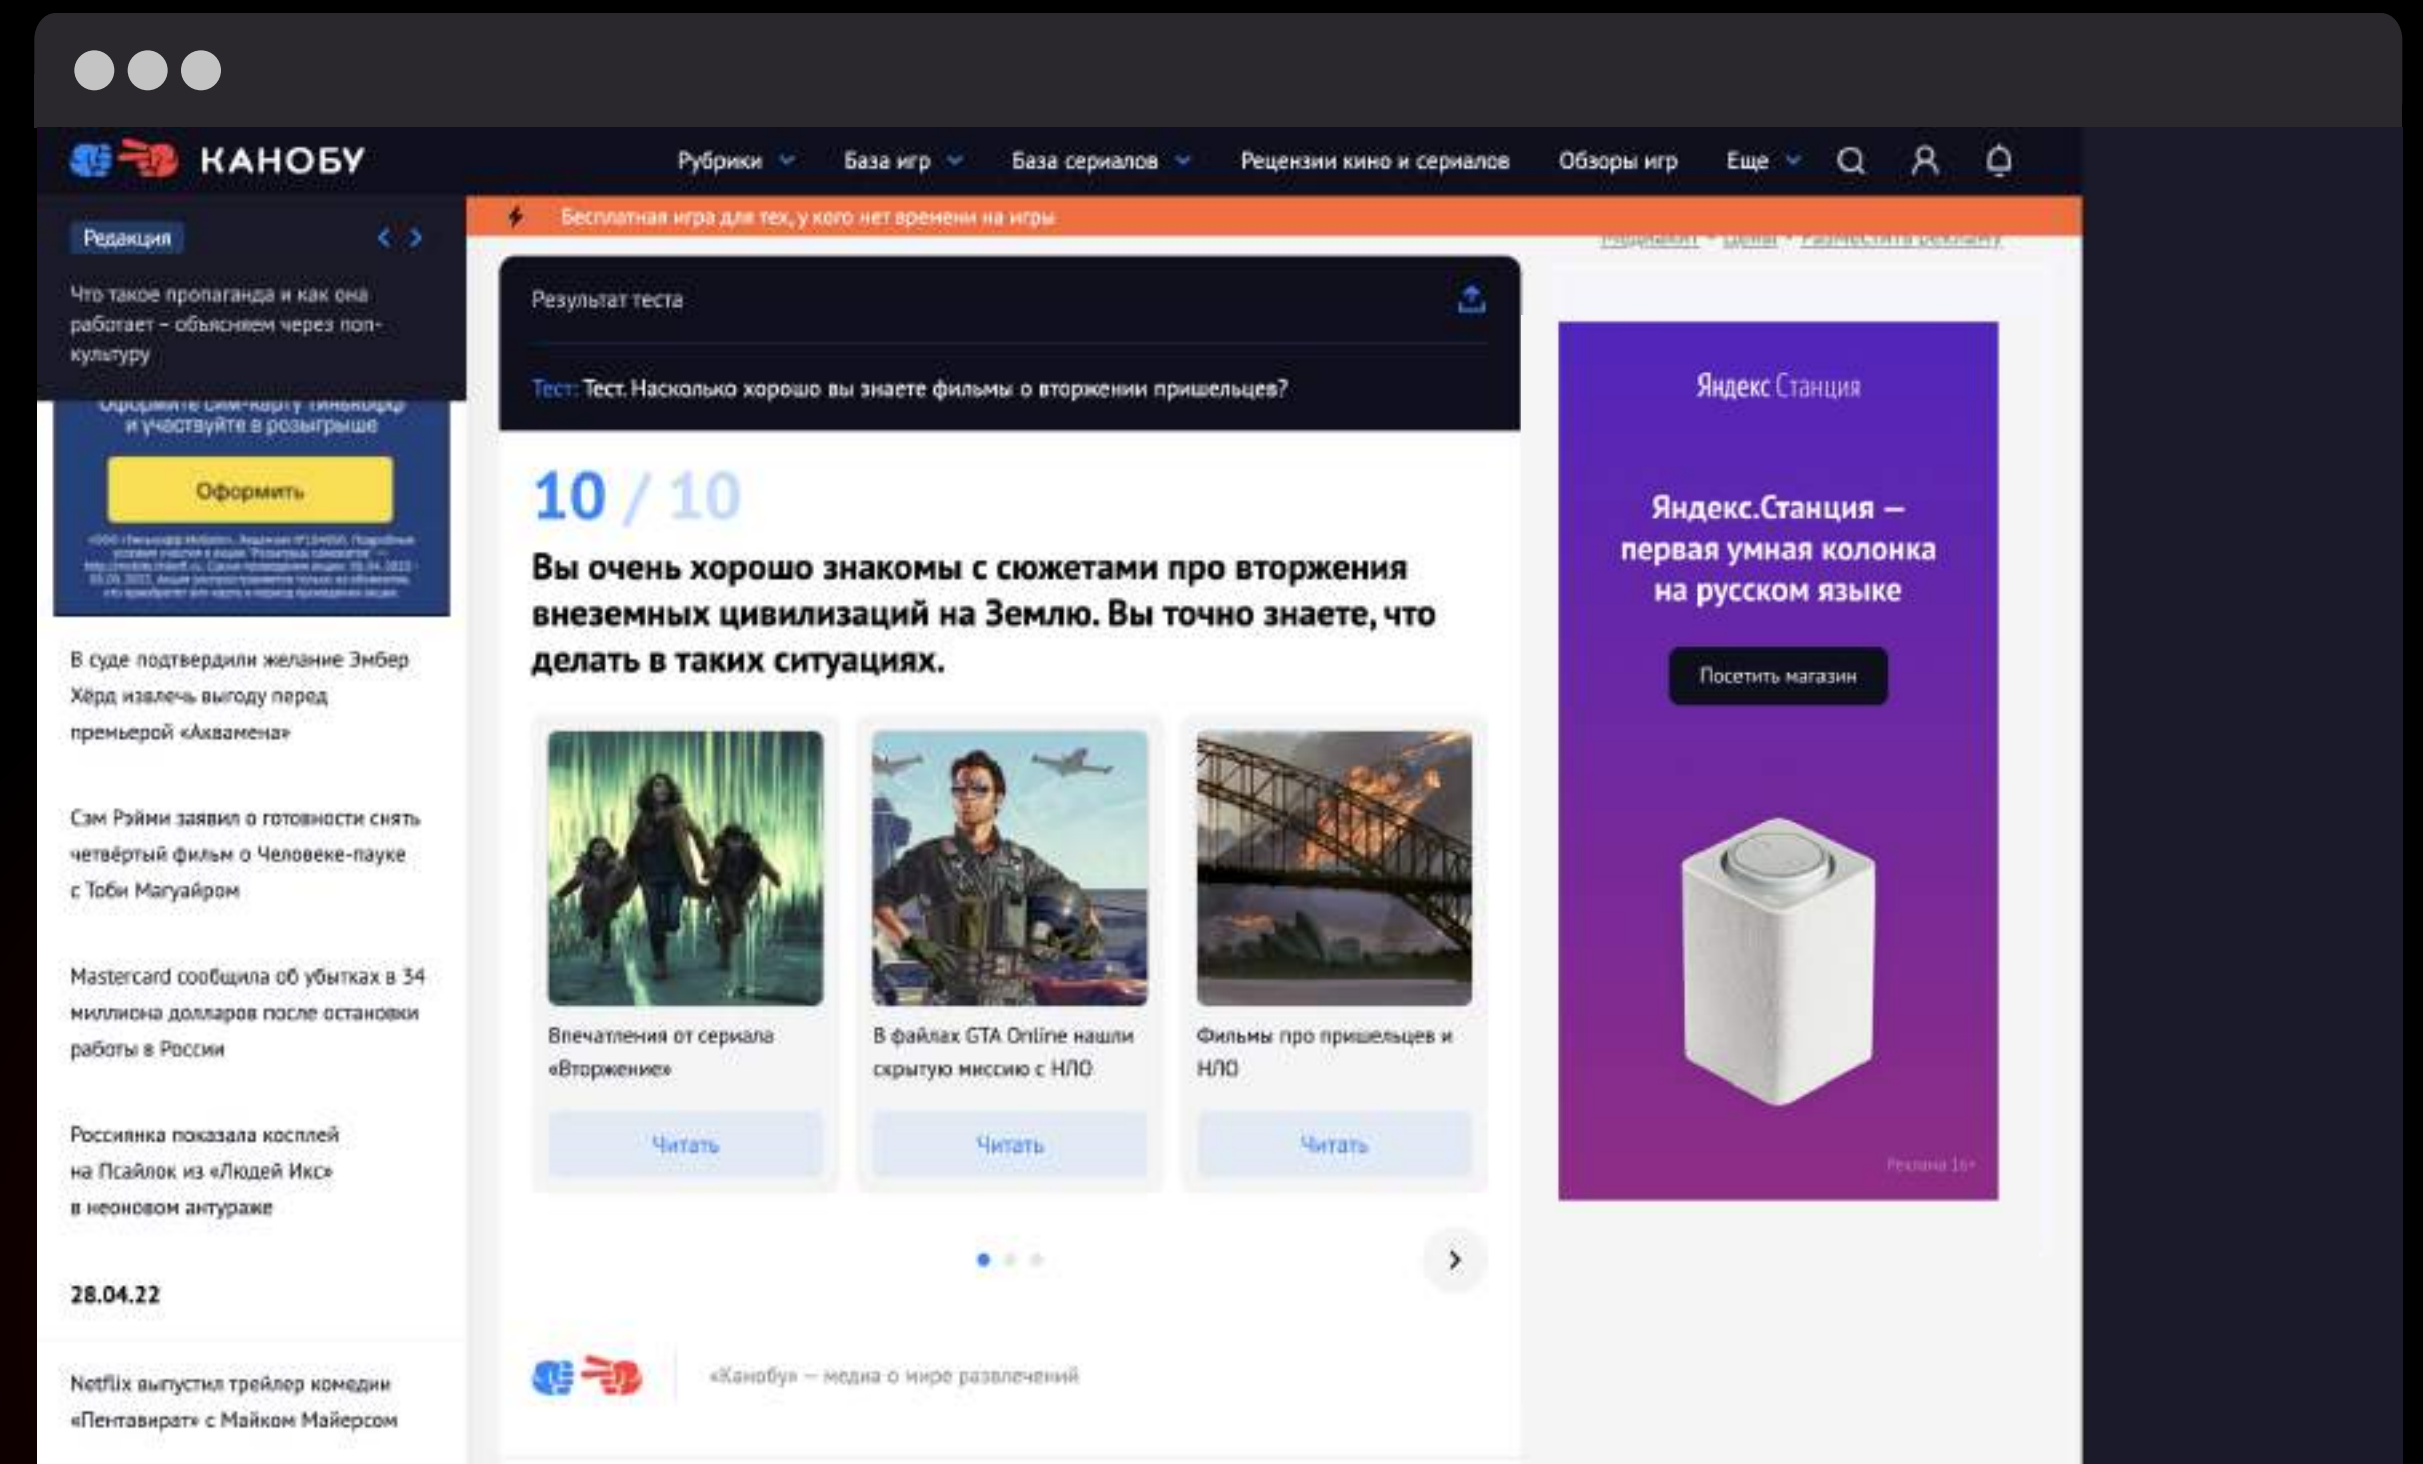 КАНОБУ
Рубрики
База игр
База сериалов
Рецензии кино и сериалов
Обзоры игр
Еще
Бесплатная игра для тех, у кого нет времени на игры
Редакция
Что такое пропаганда и как она
работает – объясняем через поп-
культуру
и участвуйте в розыгрыше
Оформить
В суде подтвердили желание Эмбер
Хёрд извлечь выгоду перед
премьерой «Аквамена»
Сэм Рэйми заявил о готовности снять
четвёртый фильм о Человеке-пауке
с Тоби Магуайром
Mastercard сообщила об убытках в 34
миллиона долларов после остановки
работы в России
Россиянка показала косплей
на Псайлок из «Людей Икс»
в неоновом антураже
28.04.22
Netflix выпустил трейлер комедии
«Пентавират» с Майком Майерсом
Результат теста
Тест: Тест. Насколько хорошо вы знаете фильмы о вторжении пришельцев?
10 / 10
Вы очень хорошо знакомы с сюжетами про вторжения
внеземных цивилизаций на Землю. Вы точно знаете, что
делать в таких ситуациях.
Впечатления от сериала
«Вторжение»
Читать
В файлах GTA Online нашли
скрытую миссию с НЛО
Читать
Фильмы про пришельцев и
НЛО
Читать
«Канобу» — медиа о мире развлечений
Яндекс Станция
Яндекс.Станция —
первая умная колонка
на русском языке
Посетить магазин
Реклама 16+